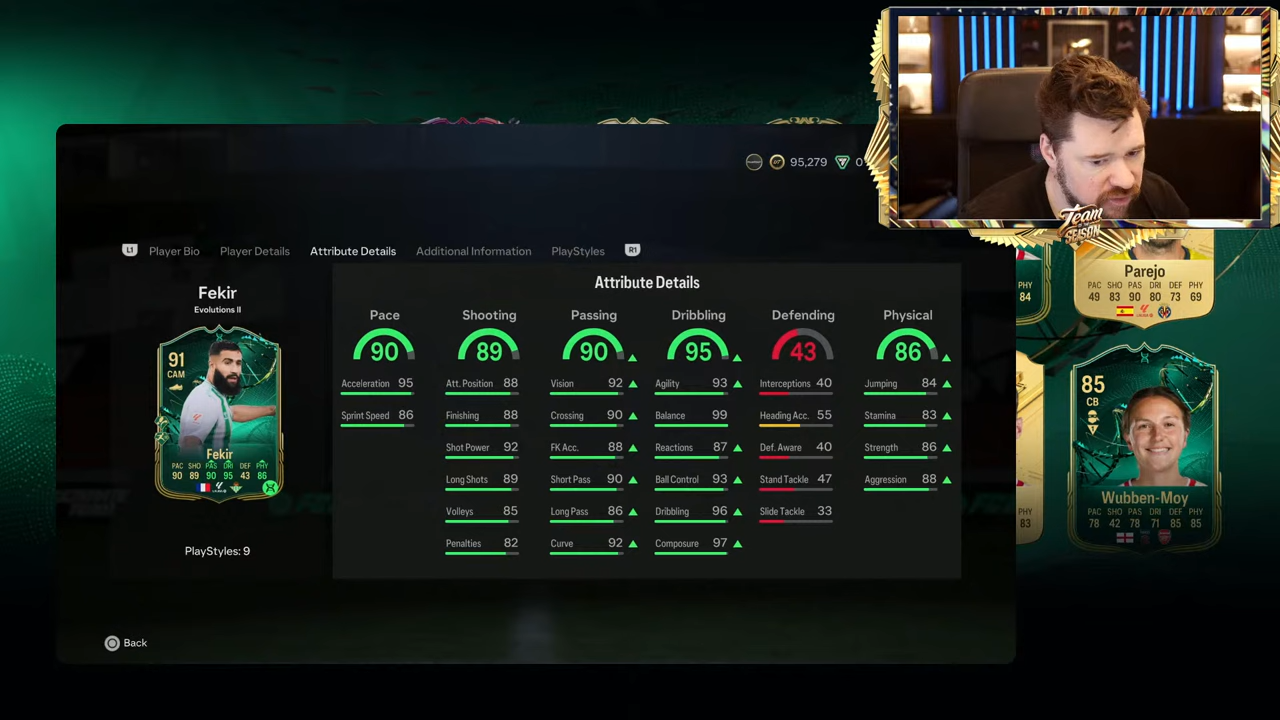 95,279
0
L1
Player Bio
Player Details
Attribute Details
Additional Information
PlayStyles
R1
Fekir
Evolutions II
91
CAM
Fekir
PAC SHO PAS DRI DEF PHY
90 89 90 95 43 86
PlayStyles: 9
Attribute Details
Pace
90
Acceleration 95
Sprint Speed 86
Shooting
89
Att. Position 88
Finishing 88
Shot Power 92
Long Shots 89
Volleys 85
Penalties 82
Passing
90
Vision 92
Crossing 90
FK Acc. 88
Short Pass 90
Long Pass 86
Curve 92
Dribbling
95
Agility 93
Balance 99
Reactions 87
Ball Control 93
Dribbling 96
Composure 97
Defending
43
Interceptions 40
Heading Acc. 55
Def. Aware 40
Stand Tackle 47
Slide Tackle 33
Physical
86
Jumping 84
Stamina 83
Strength 86
Aggression 88
Back
Team
SEASON
PHY
84
Parejo
PAC SHO PAS DRI DEF PHY
49 83 90 80 73 69
PHY
83
85
CB
Wubben-Moy
PAC SHO PAS DRI DEF PHY
78 42 78 71 85 85